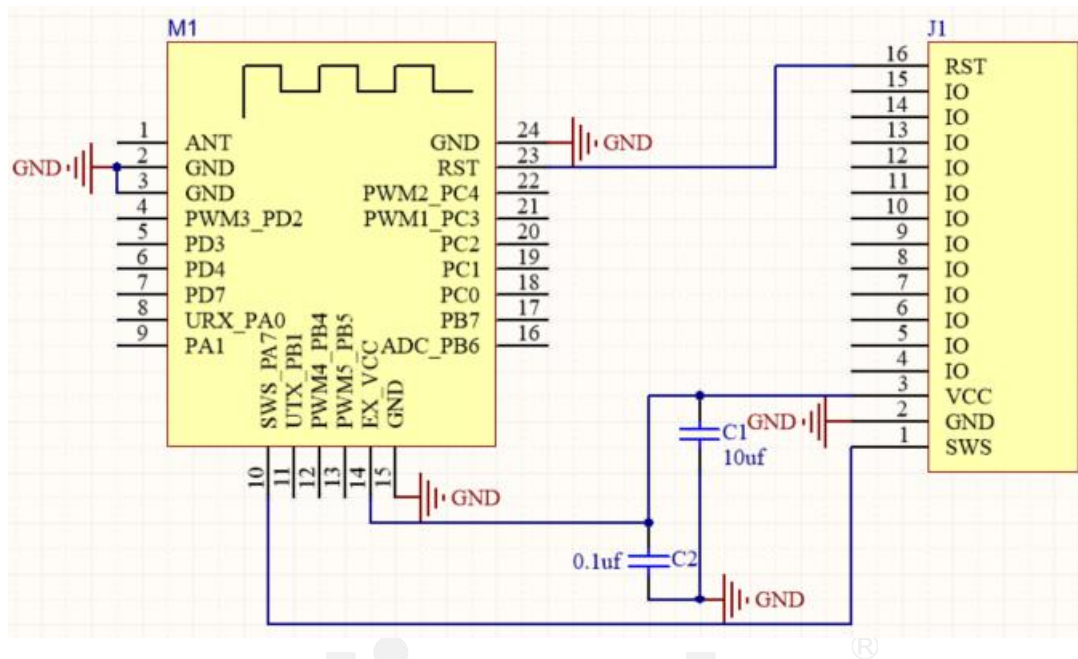 M1
1 ANT
2 GND
3 GND
4 PWM3_PD2
5 PD3
6 PD4
7 PD7
8 URX_PA0
9 PA1
GND
24 GND
GND
23 RST
22 PWM2_PC4
21 PWM1_PC3
20 PC2
19 PC1
18 PC0
17 PB7
16 ADC_PB6
10 SWS_PA7
11 UTX_PB1
12 PWM4_PB4
13 PWM5_PB5
14 EX_VCC
15 GND
GND
J1
16 RST
15 IO
14 IO
13 IO
12 IO
11 IO
10 IO
9 IO
8 IO
7 IO
6 IO
5 IO
4 IO
3 VCC
2 GND
1 SWS
GND
C1
10uf
0.1uf C2
GND
®